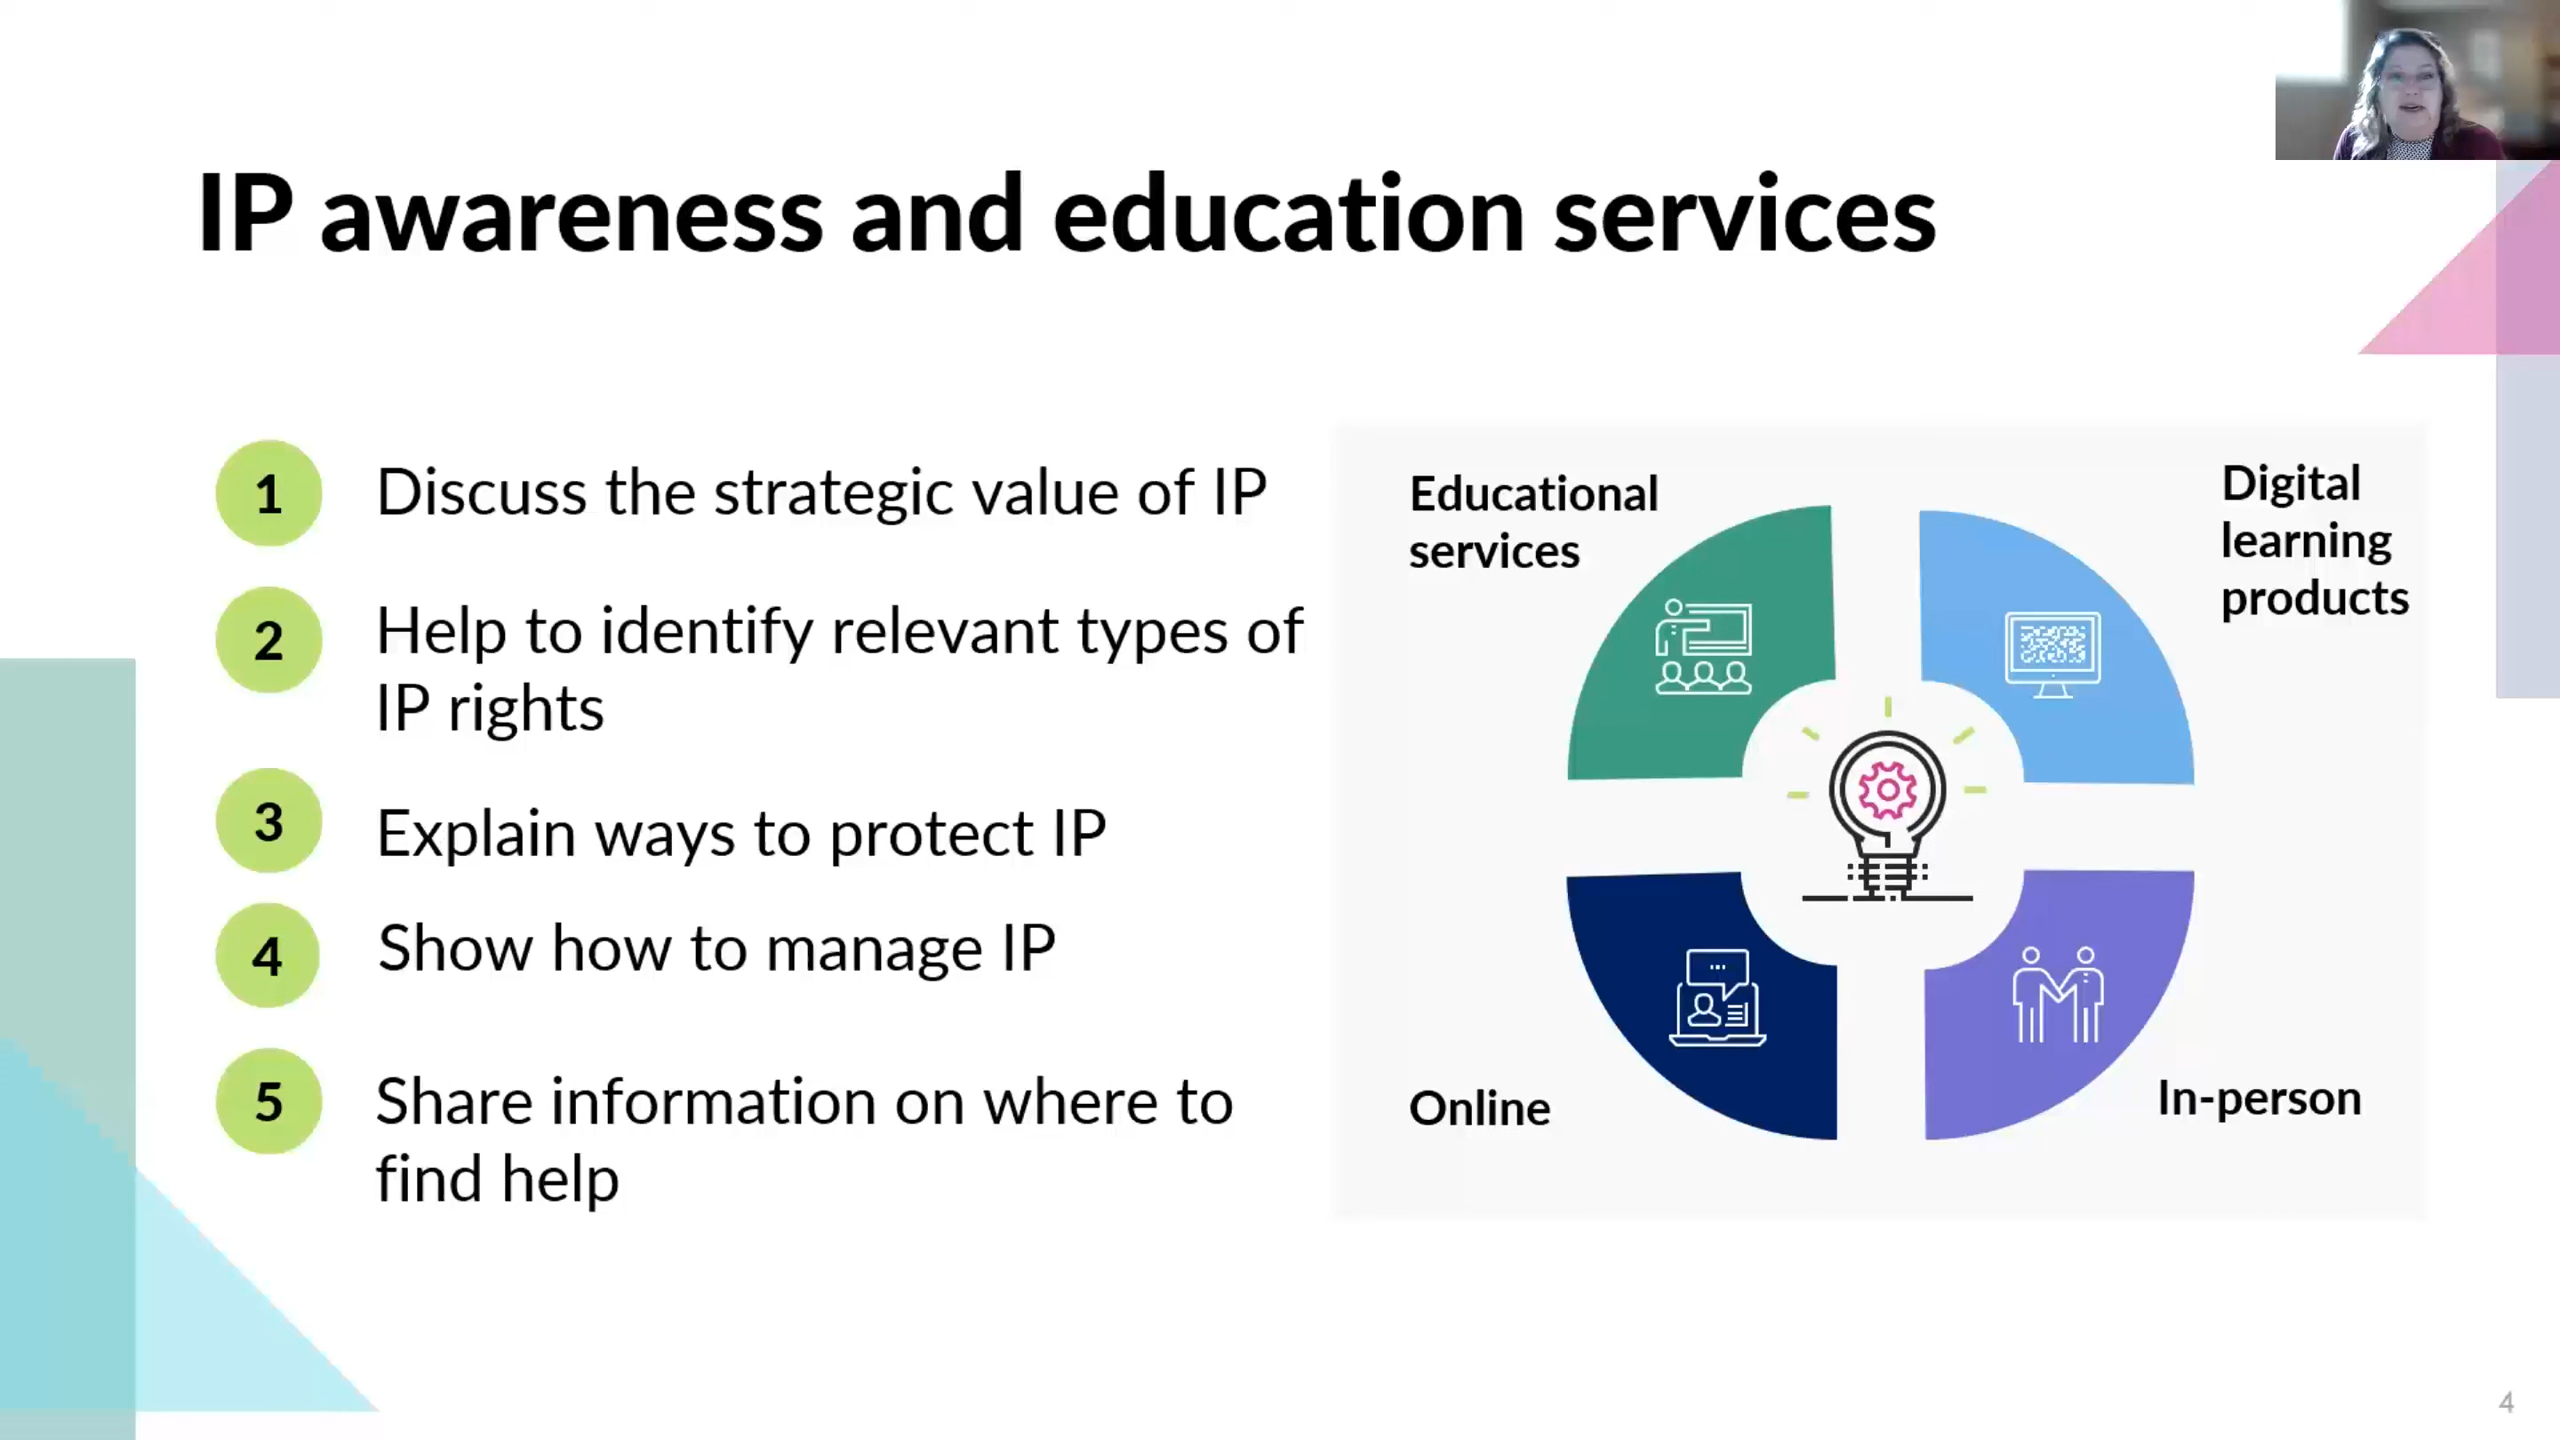 IP awareness and education services
1
Discuss the strategic value of IP
2
Help to identify relevant types of
IP rights
3
Explain ways to protect IP
4
Show how to manage IP
5
Share information on where to
find help
Educational
services
Digital
learning
products
Online
In-person
4